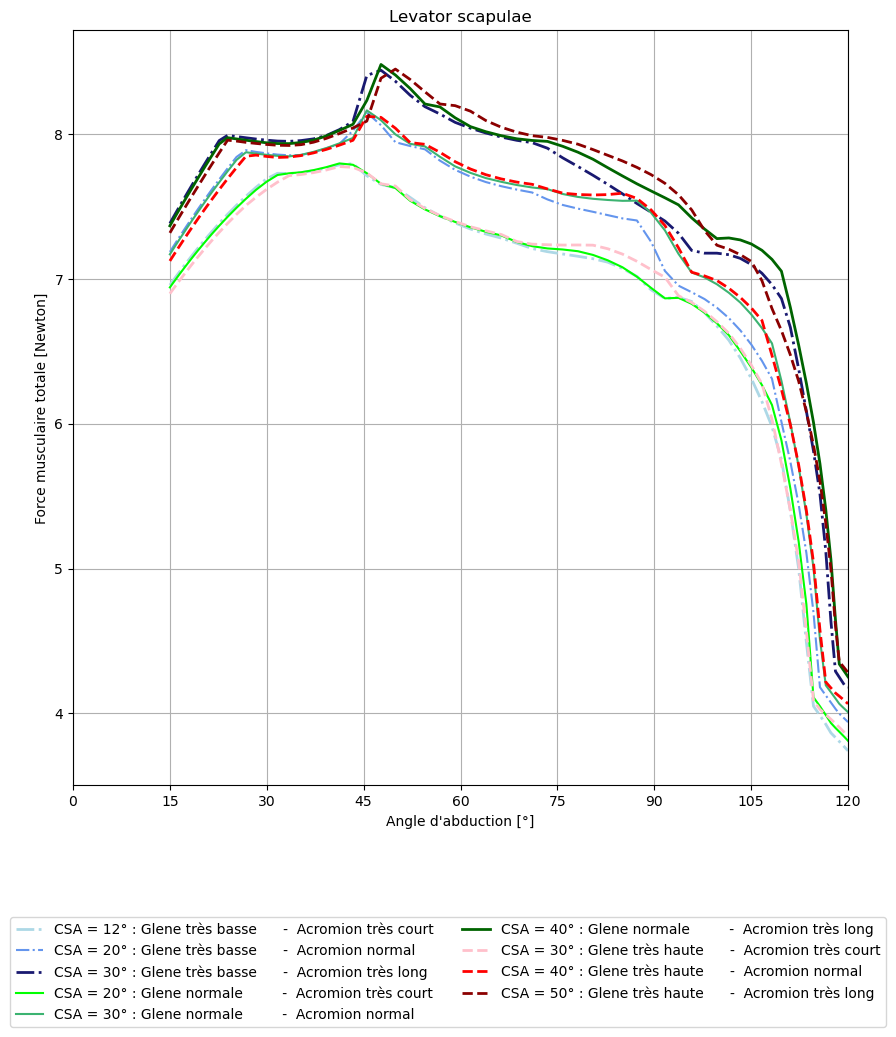 Levator scapulae
Force musculaire totale [Newton]
8
7
6
5
4
0 15 30 45 60 75 90 105 120
Angle d'abduction [°]
CSA = 12° : Glene très basse - Acromion très court
CSA = 20° : Glene très basse - Acromion normal
CSA = 30° : Glene très basse - Acromion très long
CSA = 20° : Glene normale - Acromion très court
CSA = 30° : Glene normale - Acromion normal
CSA = 40° : Glene normale - Acromion très long
CSA = 30° : Glene très haute - Acromion très court
CSA = 40° : Glene très haute - Acromion normal
CSA = 50° : Glene très haute - Acromion très long